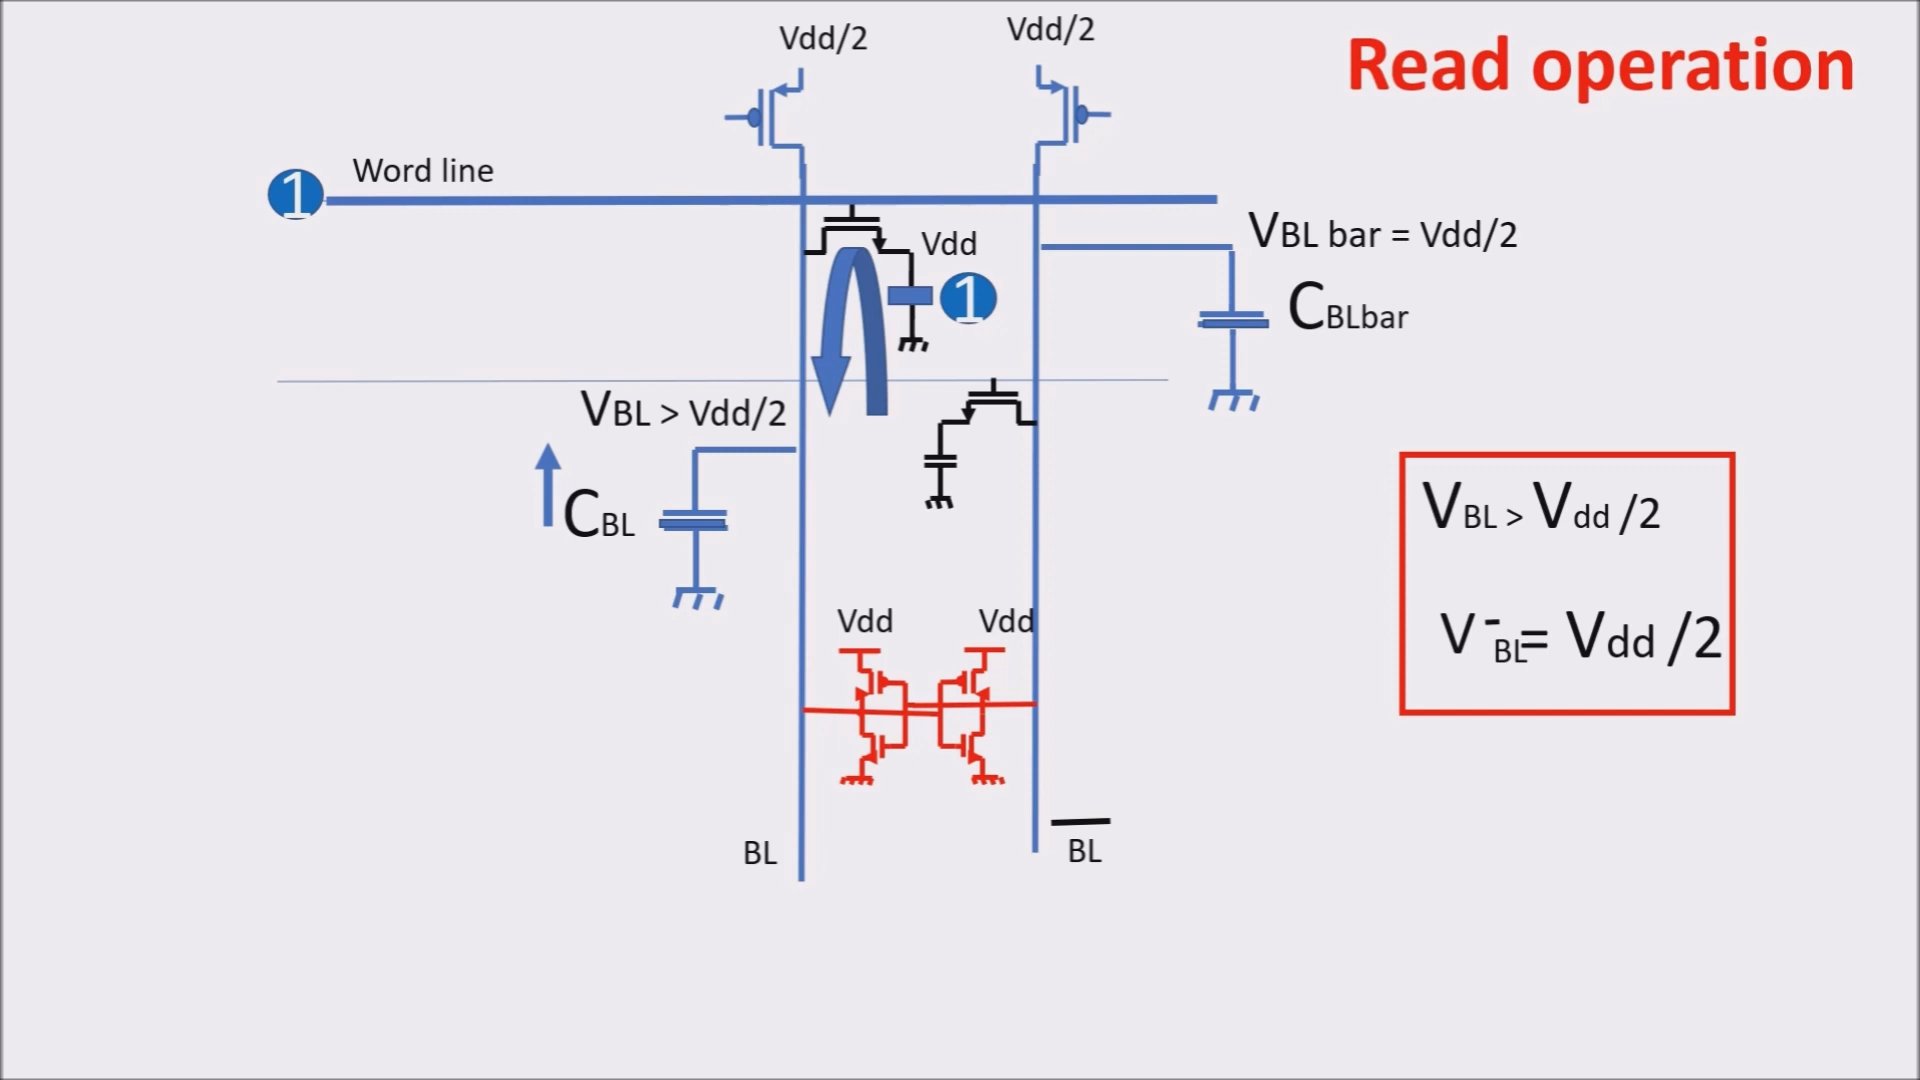 Vdd/2
Vdd/2
Read operation
Word line
1
VBL bar = Vdd/2
Vdd
1
CBLbar
VBL > Vdd/2
CBL
VBL > Vdd /2
V-BL= Vdd /2
Vdd
Vdd
BL
BL